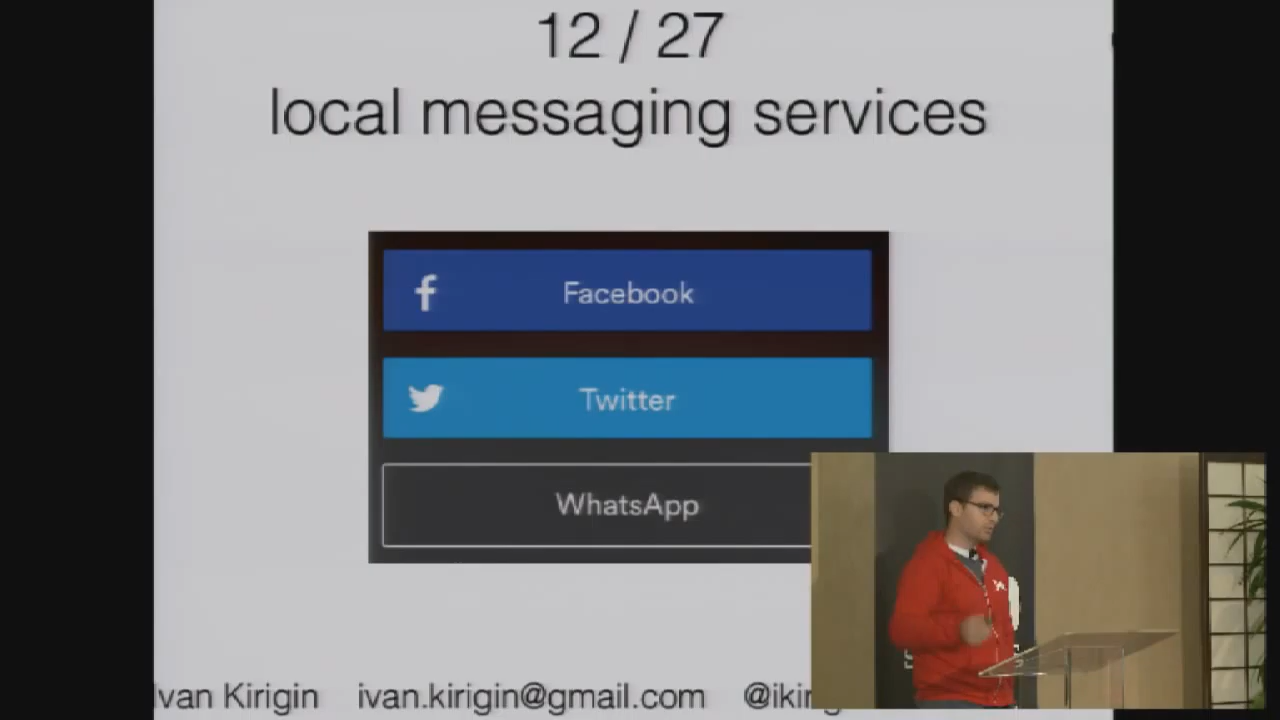 12 / 27
local messaging services
f Facebook
Twitter
WhatsApp
Ivan Kirigin ivan.kirigin@gmail.com